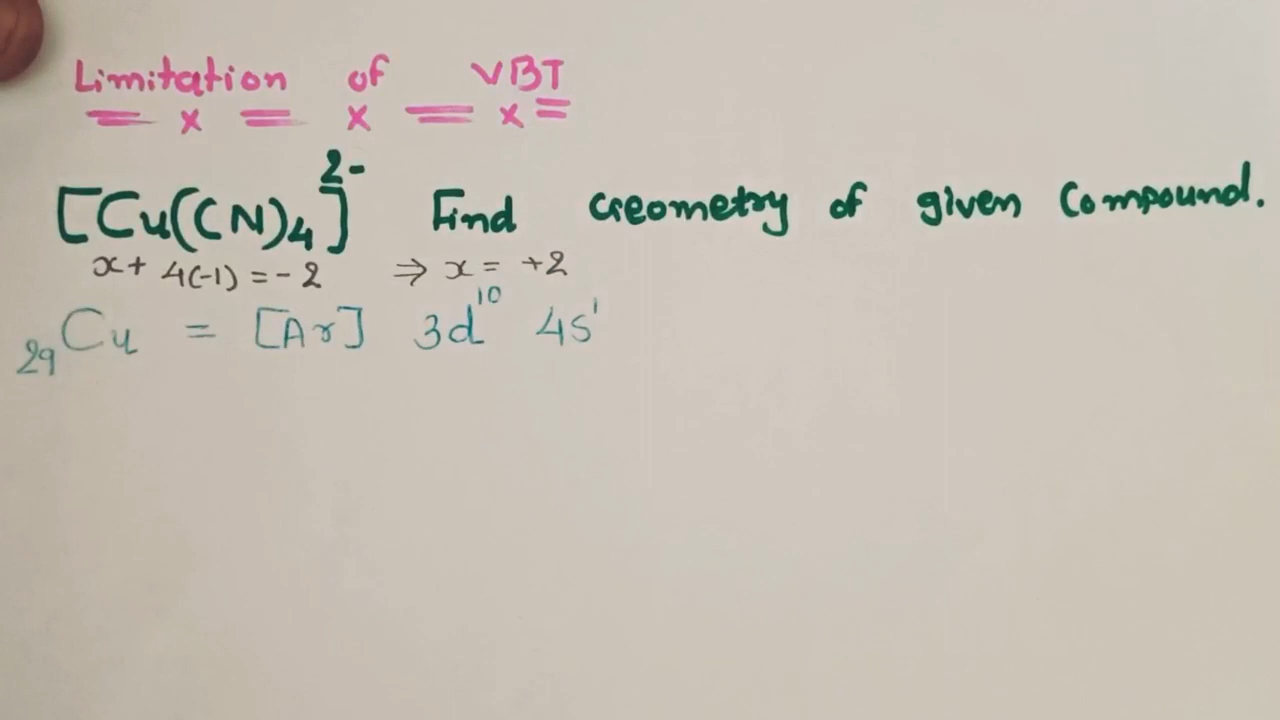 Limitation of VBT
= x = x = x =
[Cu(CN)₄]²⁻ Find Geometry of given Compound.
x + 4(-1) = -2 ⇒ x = +2
₂₉Cu = [Ar] 3d¹⁰ 4s¹